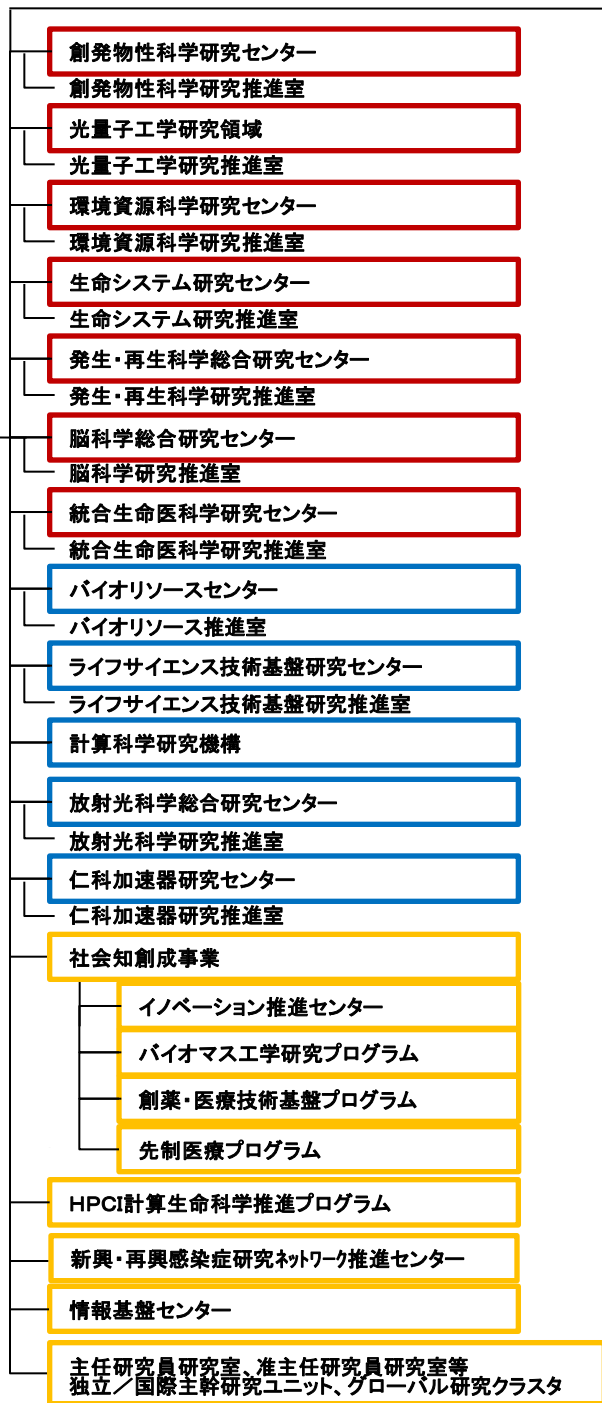 創発物性科学研究センター
創発物性科学研究推進室
光量子工学研究領域
光量子工学研究推進室
環境資源科学研究センター
環境資源科学研究推進室
生命システム研究センター
生命システム研究推進室
発生・再生科学総合研究センター
発生・再生科学研究推進室
脳科学総合研究センター
脳科学研究推進室
統合生命医科学研究センター
統合生命医科学研究推進室
バイオリソースセンター
バイオリソース推進室
ライフサイエンス技術基盤研究センター
ライフサイエンス技術基盤研究推進室
計算科学研究機構
放射光科学総合研究センター
放射光科学研究推進室
仁科加速器研究センター
仁科加速器研究推進室
社会知創成事業
イノベーション推進センター
バイオマス工学研究プログラム
創薬・医療技術基盤プログラム
先制医療プログラム
HPCI計算生命科学推進プログラム
新興・再興感染症研究ﾈｯﾄﾜｰｸ推進センター
情報基盤センター
主任研究員研究室、准主任研究員研究室等
独立／国際主幹研究ユニット、グローバル研究クラスタ